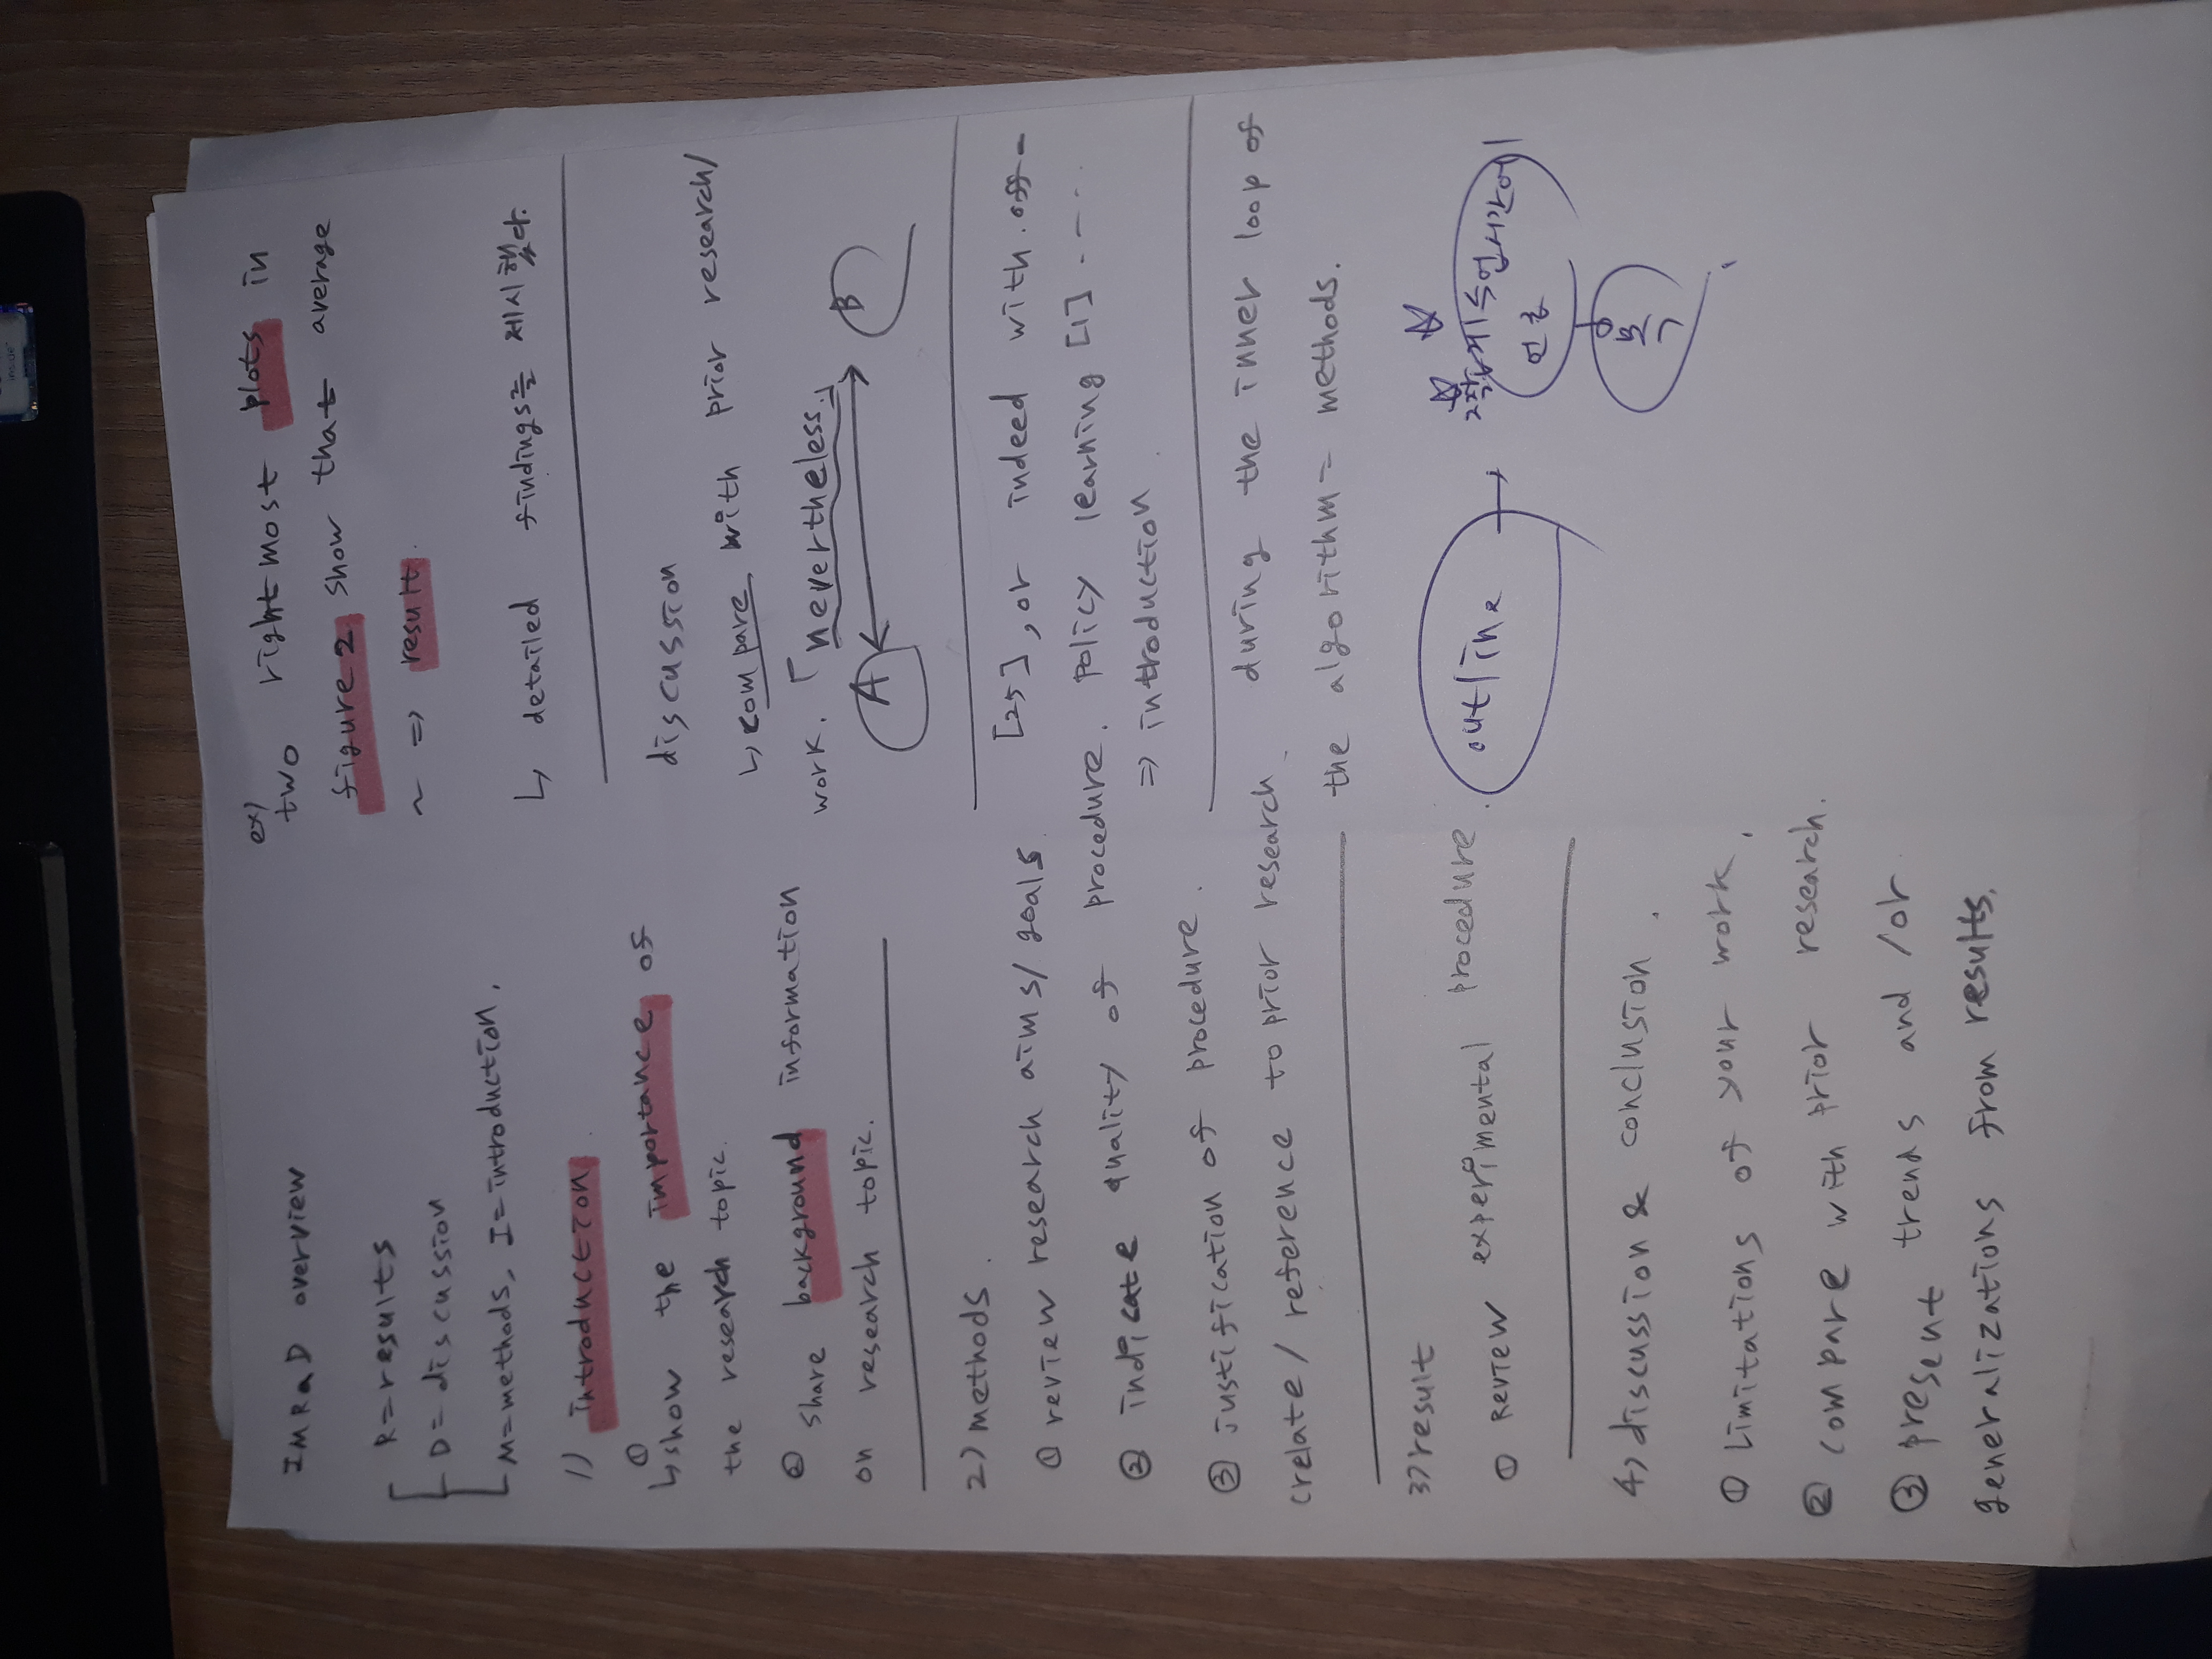 inside™
IMRaD overview
R=results
D=discussion
M=methods, I=introduction,
1) introduction.
①
↳show the importance of
the research topic.
② share background information
on research topic.
2) methods.
① review research aims/goals
② indicate quality of procedure.
③ justification of procedure.
(relate/reference to prior research
3) result
① Review experimental procedure.
4) discussion & conclusion.
① Limitations of your work.
② compare with prior research.
③ present trends and/or
generalizations from results.
ex)
two rightmost plots in
figure 2 show that average
~ => result.
↳ detailed findings를 제시했다.
discussion
↳ compare with prior research/
work. 「nevertheless.」
A B
[25], or indeed with off-
policy learning [1] ....
=> introduction.
during the inner loop of
the algorithm = methods.
outline →
수업시간에